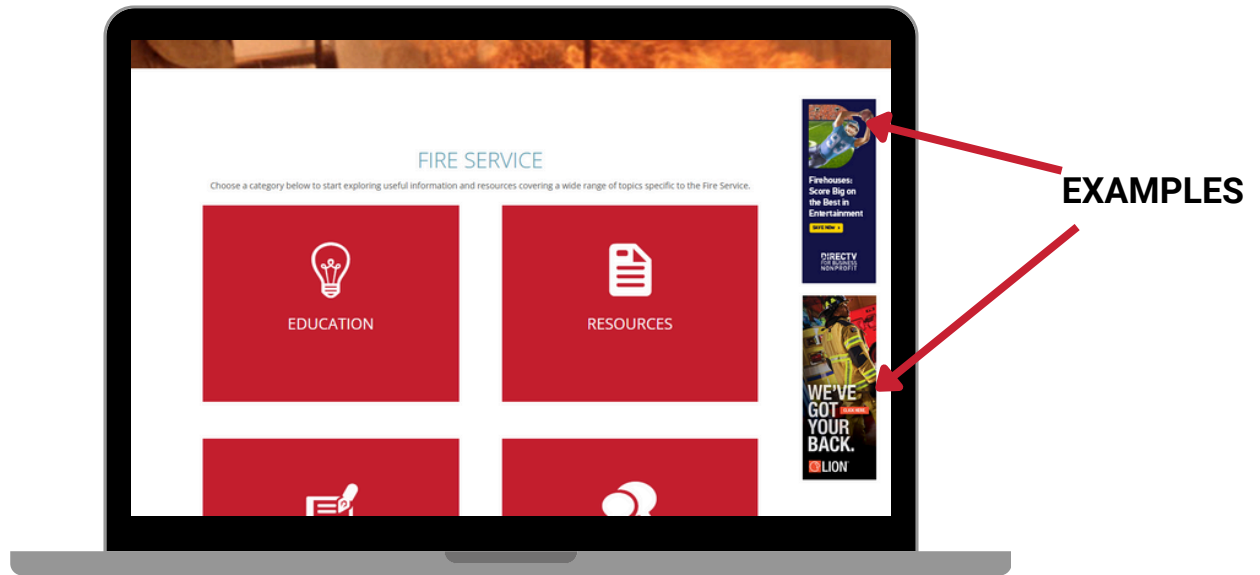 FIRE SERVICE
Choose a category below to start exploring useful information and resources covering a wide range of topics specific to the Fire Service.
EDUCATION
RESOURCES
Firehouses:
Score Big on
the Best in
Entertainment
SAVE NOW >
DIRECTV
FOR BUSINESS
NONPROFIT
WE'VE
GOT
CLICK HERE
YOUR
BACK.
LION
EXAMPLES